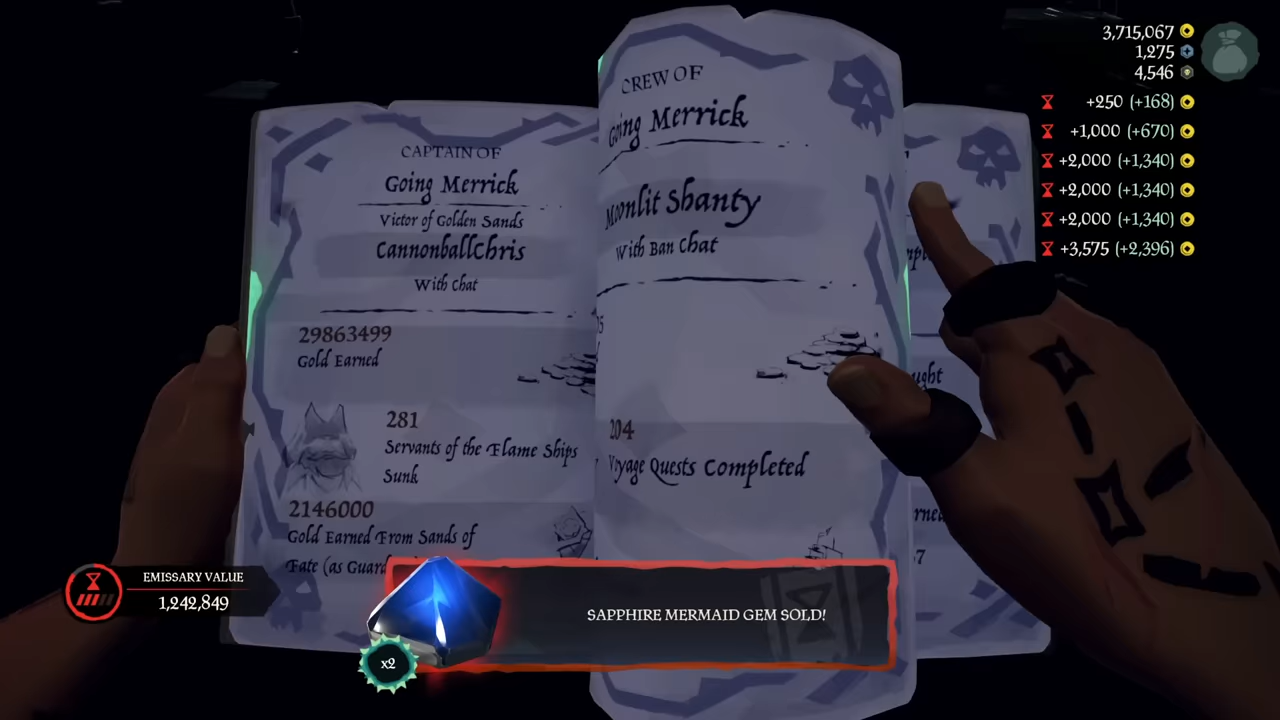 CAPTAIN OF
Going Merrick
Victor of Golden Sands
CannonballChris
With Chat
29863499
Gold Earned
281
Servants of the Flame Ships
Sunk
2146000
Gold Earned From Sands of
Fate (as
CREW OF
Going Merrick
Moonlit Shanty
With Ban Chat
204
Voyage Quests Completed
3,715,067
1,275
4,546
+250 (+168)
+1,000 (+670)
+2,000 (+1,340)
+2,000 (+1,340)
+2,000 (+1,340)
+3,575 (+2,396)
EMISSARY VALUE
1,242,849
SAPPHIRE MERMAID GEM SOLD!
x2